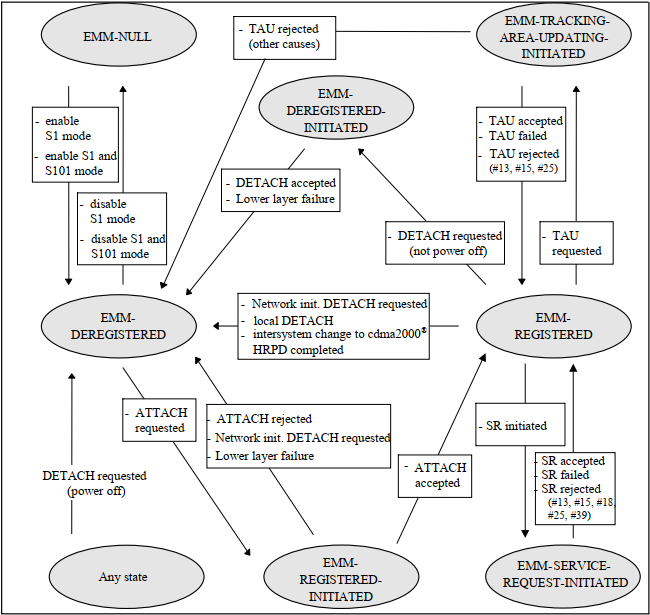 EMM-NULL
- TAU rejected
(other causes)
EMM-TRACKING-
AREA-UPDATING-
INITIATED
EMM-
DEREGISTERED-
INITIATED
- enable
S1 mode
- enable S1 and
S101 mode
- TAU accepted
- TAU failed
- TAU rejected
(#13, #15, #25)
- DETACH accepted
- Lower layer failure
- disable
S1 mode
- disable S1 and
S101 mode
- DETACH requested
(not power off)
- TAU
requested
EMM-
DEREGISTERED
- Network init. DETACH requested
- local DETACH
- intersystem change to cdma2000®
HRPD completed
EMM-
REGISTERED
- ATTACH
requested
- ATTACH rejected
- Network init. DETACH requested
- Lower layer failure
- SR initiated
- ATTACH
accepted
- SR accepted
- SR failed
- SR rejected
(#13, #15, #18,
#25, #39)
DETACH requested
(power off)
Any state
EMM-
REGISTERED-
INITIATED
EMM-SERVICE-
REQUEST-INITIATED